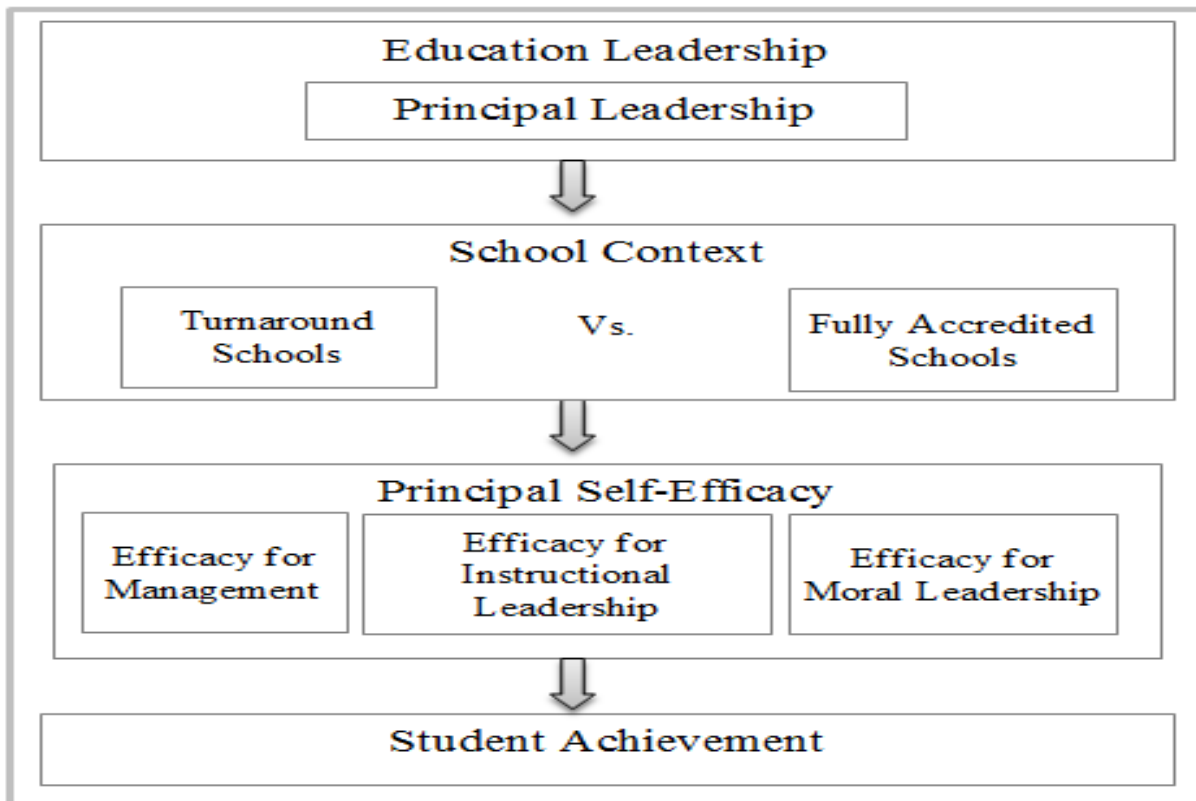 Education Leadership
Principal Leadership
School Context
Turnaround
Schools
Vs.
Fully Accredited
Schools
Principal Self-Efficacy
Efficacy for
Management
Efficacy for
Instructional
Leadership
Efficacy for
Moral Leadership
Student Achievement